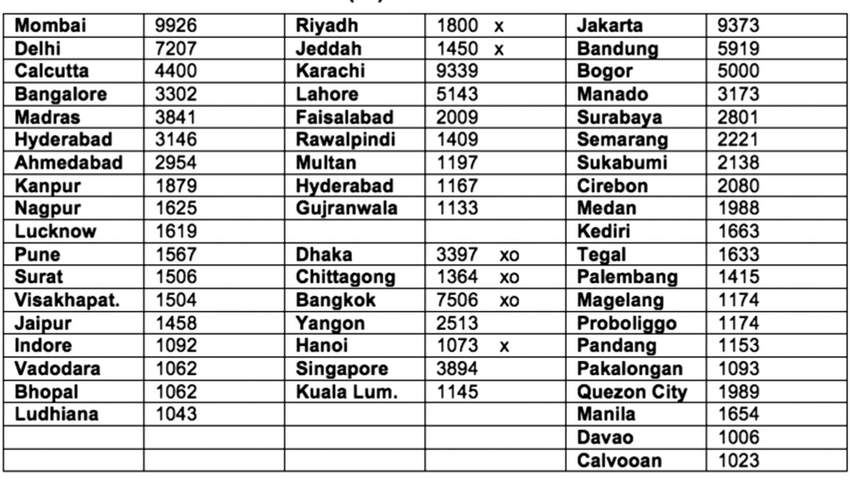 Mombai 9926 Riyadh 1800 x Jakarta 9373
Delhi 7207 Jeddah 1450 x Bandung 5919
Calcutta 4400 Karachi 9339 Bogor 5000
Bangalore 3302 Lahore 5143 Manado 3173
Madras 3841 Faisalabad 2009 Surabaya 2801
Hyderabad 3146 Rawalpindi 1409 Semarang 2221
Ahmedabad 2954 Multan 1197 Sukabumi 2138
Kanpur 1879 Hyderabad 1167 Cirebon 2080
Nagpur 1625 Gujranwala 1133 Medan 1988
Lucknow 1619 Kediri 1663
Pune 1567 Dhaka 3397 xo Tegal 1633
Surat 1506 Chittagong 1364 xo Palembang 1415
Visakhapat. 1504 Bangkok 7506 xo Magelang 1174
Jaipur 1458 Yangon 2513 Proboliggo 1174
Indore 1092 Hanoi 1073 x Pandang 1153
Vadodara 1062 Singapore 3894 Pakalongan 1093
Bhopal 1062 Kuala Lum. 1145 Quezon City 1989
Ludhiana 1043 Manila 1654
Davao 1006
Calvooan 1023